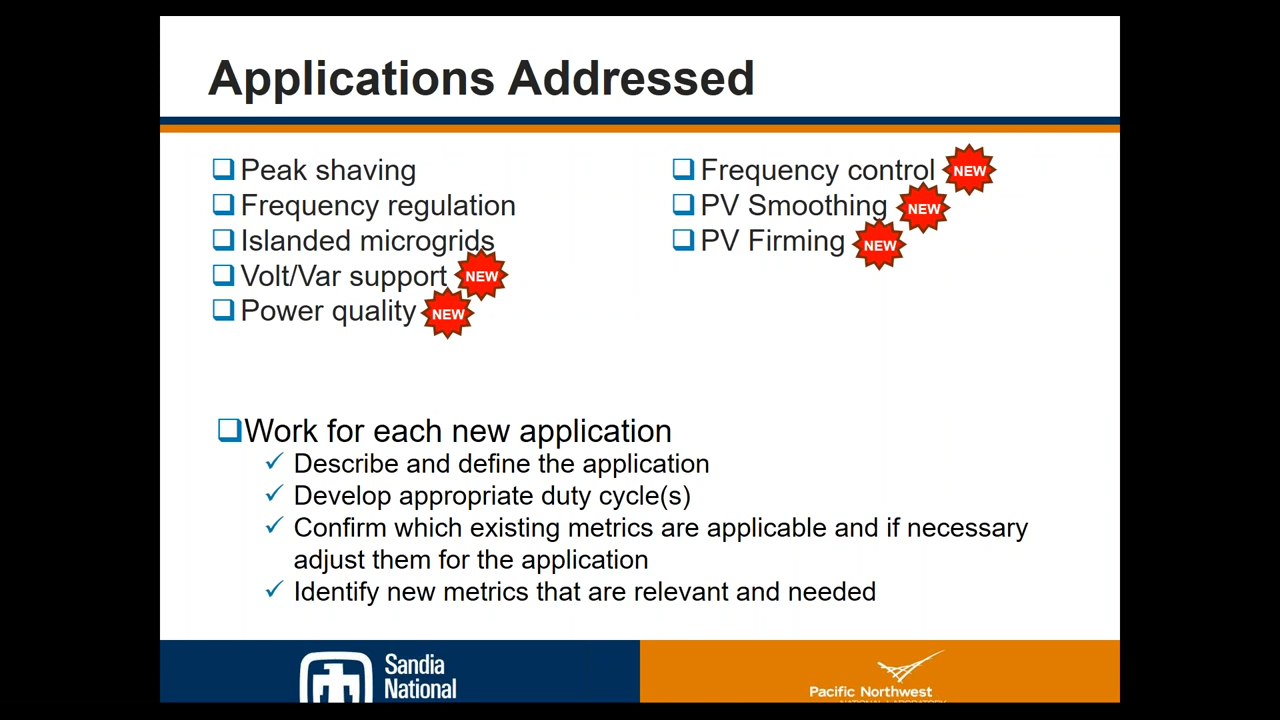 Applications Addressed
Peak shaving
Frequency regulation
Islanded microgrids
Volt/Var support NEW
Power quality NEW
Frequency control NEW
PV Smoothing NEW
PV Firming NEW
Work for each new application
Describe and define the application
Develop appropriate duty cycle(s)
Confirm which existing metrics are applicable and if necessary
adjust them for the application
Identify new metrics that are relevant and needed
Sandia
National
Pacific Northwest